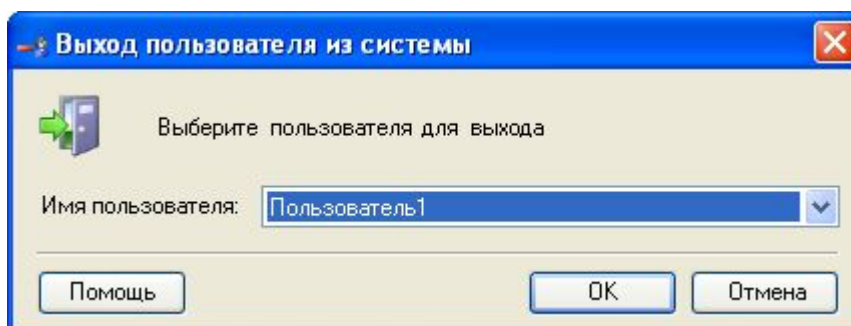 Выход пользователя из системы
Выберите пользователя для выхода
Имя пользователя: Пользователь1
Помощь OK Отмена